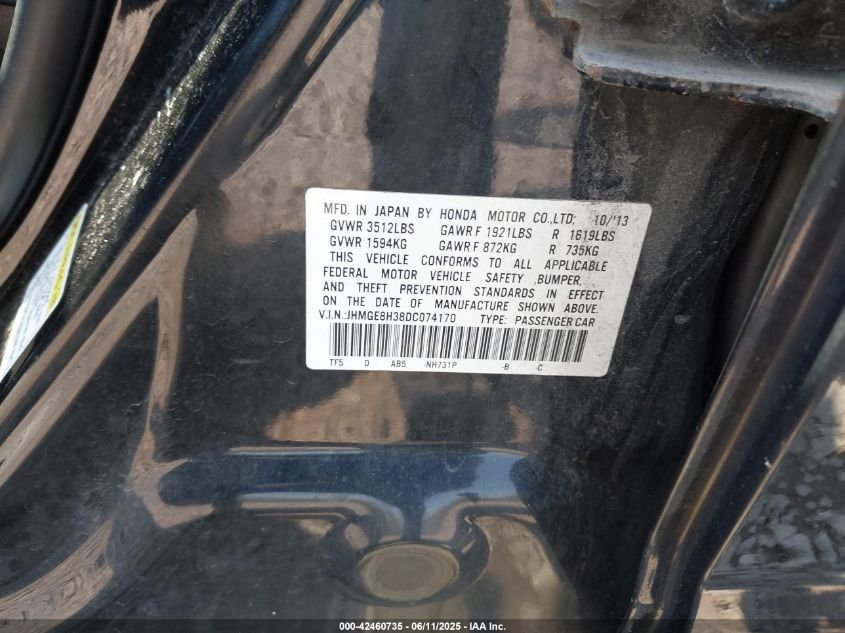 MFD. IN JAPAN BY HONDA MOTOR CO.,LTD. 10/'13
GVWR 3512LBS GAWR F 1921LBS R 1619LBS
GVWR 1594KG GAWR F 872KG R 735KG
THIS VEHICLE CONFORMS TO ALL APPLICABLE
FEDERAL MOTOR VEHICLE SAFETY ,BUMPER,
AND THEFT PREVENTION STANDARDS IN EFFECT
ON THE DATE OF MANUFACTURE SHOWN ABOVE.
V.I.N.:JHMGE8H38DC074170 TYPE: PASSENGER CAR
TF5 D AB5 -NH731P -B -C
000-42460735 - 06/11/2025 - IAA Inc.